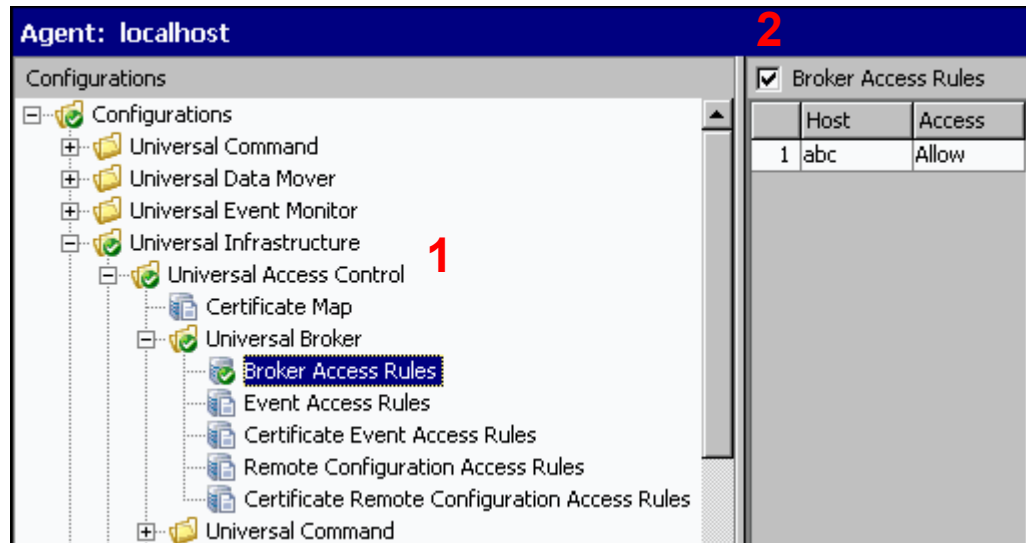 Agent: localhost
2
Configurations
Broker Access Rules
Configurations
Host Access
Universal Command
1 abc Allow
Universal Data Mover
Universal Event Monitor
Universal Infrastructure
1
Universal Access Control
Certificate Map
Universal Broker
Broker Access Rules
Event Access Rules
Certificate Event Access Rules
Remote Configuration Access Rules
Certificate Remote Configuration Access Rules
Universal Command